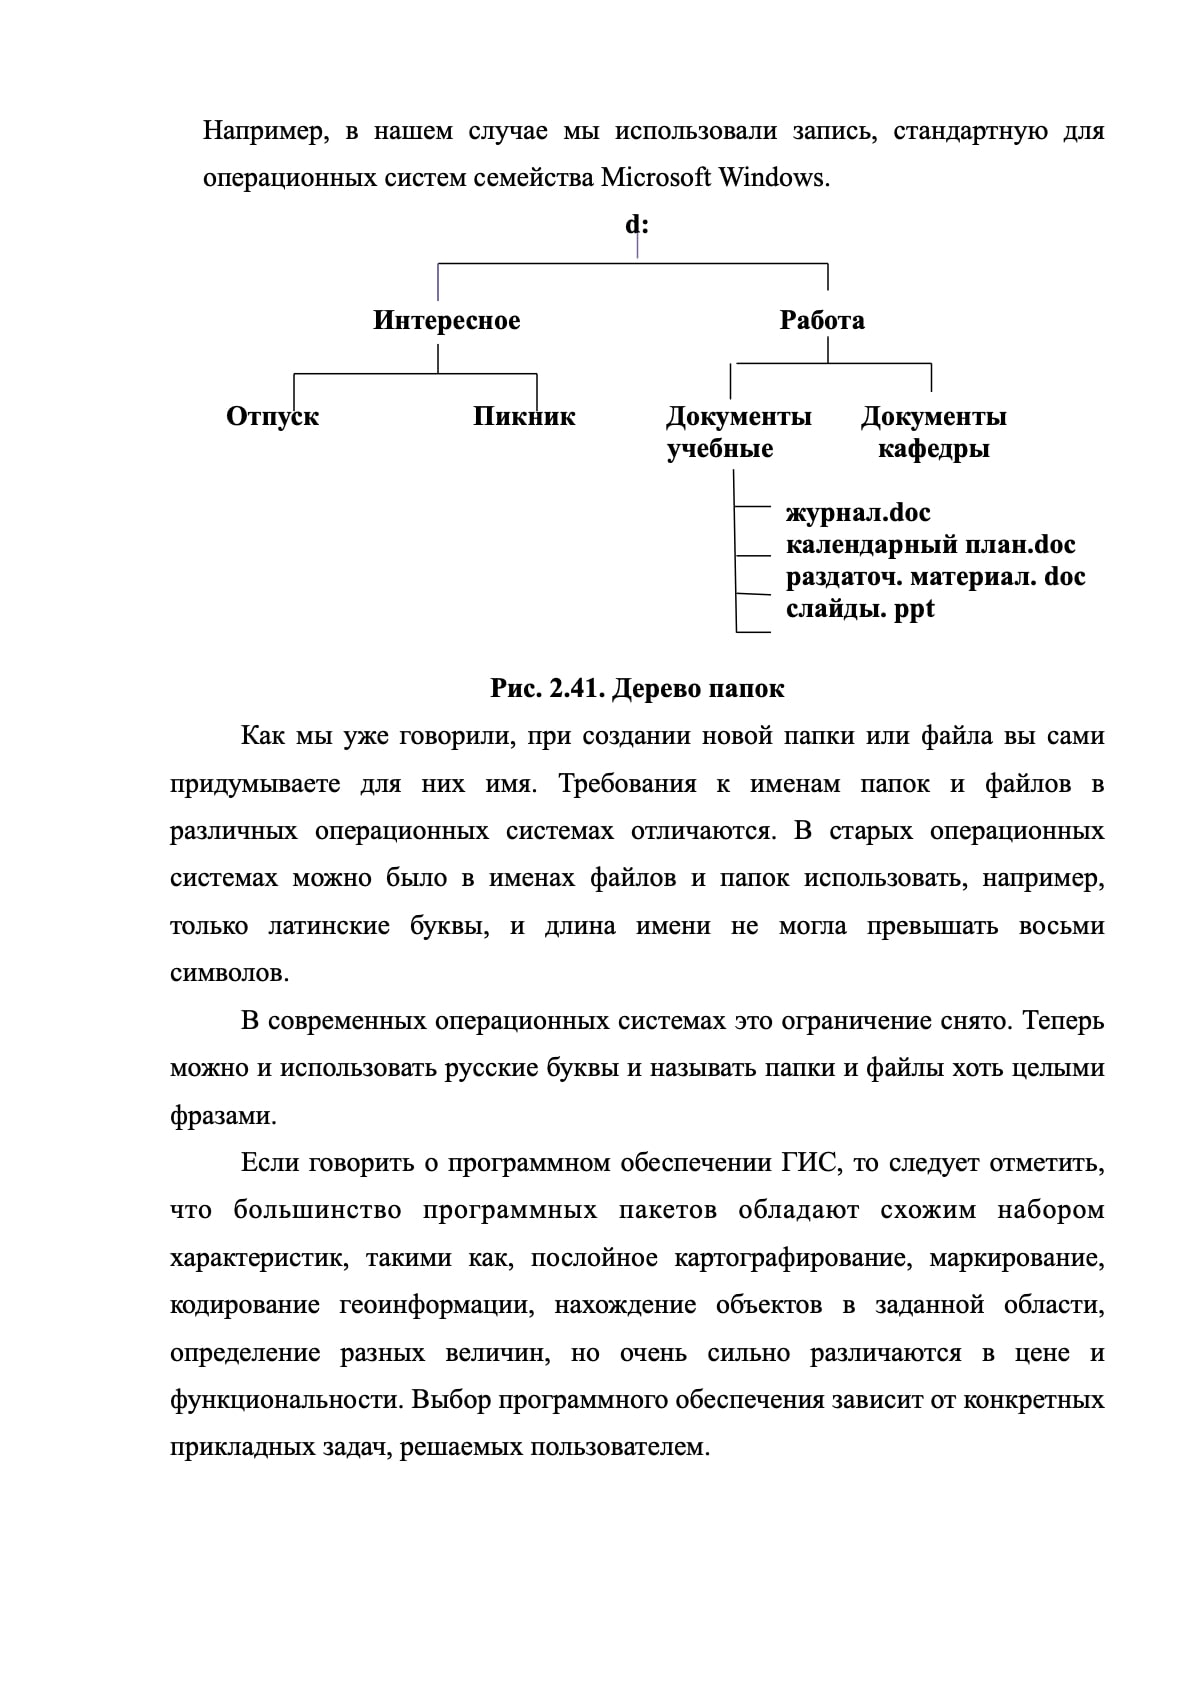 Например, в нашем случае мы использовали запись, стандартную для
операционных систем семейства Microsoft Windows.
d:
Интересное Работа
Отпуск Пикник Документы Документы
учебные кафедры
журнал.doc
календарный план.doc
раздаточ. материал. doc
слайды. ppt
Рис. 2.41. Дерево папок
Как мы уже говорили, при создании новой папки или файла вы сами
придумываете для них имя. Требования к именам папок и файлов в
различных операционных системах отличаются. В старых операционных
системах можно было в именах файлов и папок использовать, например,
только латинские буквы, и длина имени не могла превышать восьми
символов.
В современных операционных системах это ограничение снято. Теперь
можно и использовать русские буквы и называть папки и файлы хоть целыми
фразами.
Если говорить о программном обеспечении ГИС, то следует отметить,
что большинство программных пакетов обладают схожим набором
характеристик, такими как, послойное картографирование, маркирование,
кодирование геоинформации, нахождение объектов в заданной области,
определение разных величин, но очень сильно различаются в цене и
функциональности. Выбор программного обеспечения зависит от конкретных
прикладных задач, решаемых пользователем.